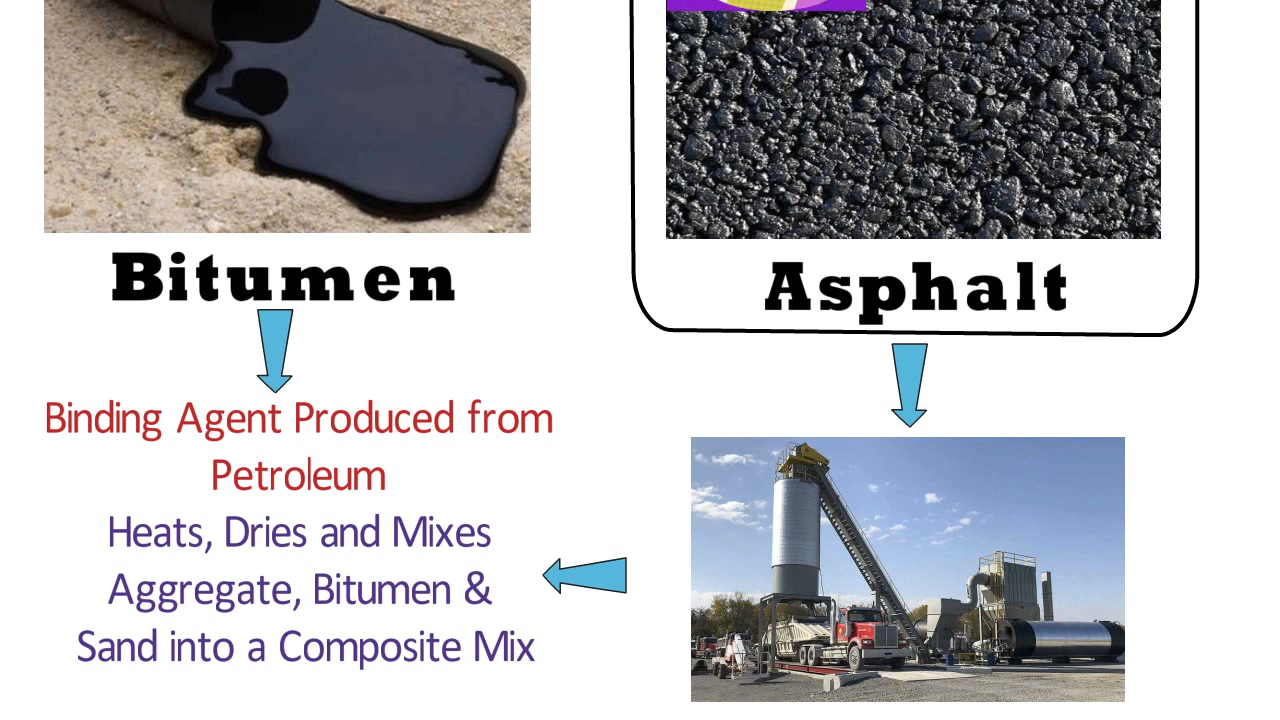 Bitumen
Asphalt
Binding Agent Produced from
Petroleum
Heats, Dries and Mixes
Aggregate, Bitumen &
Sand into a Composite Mix